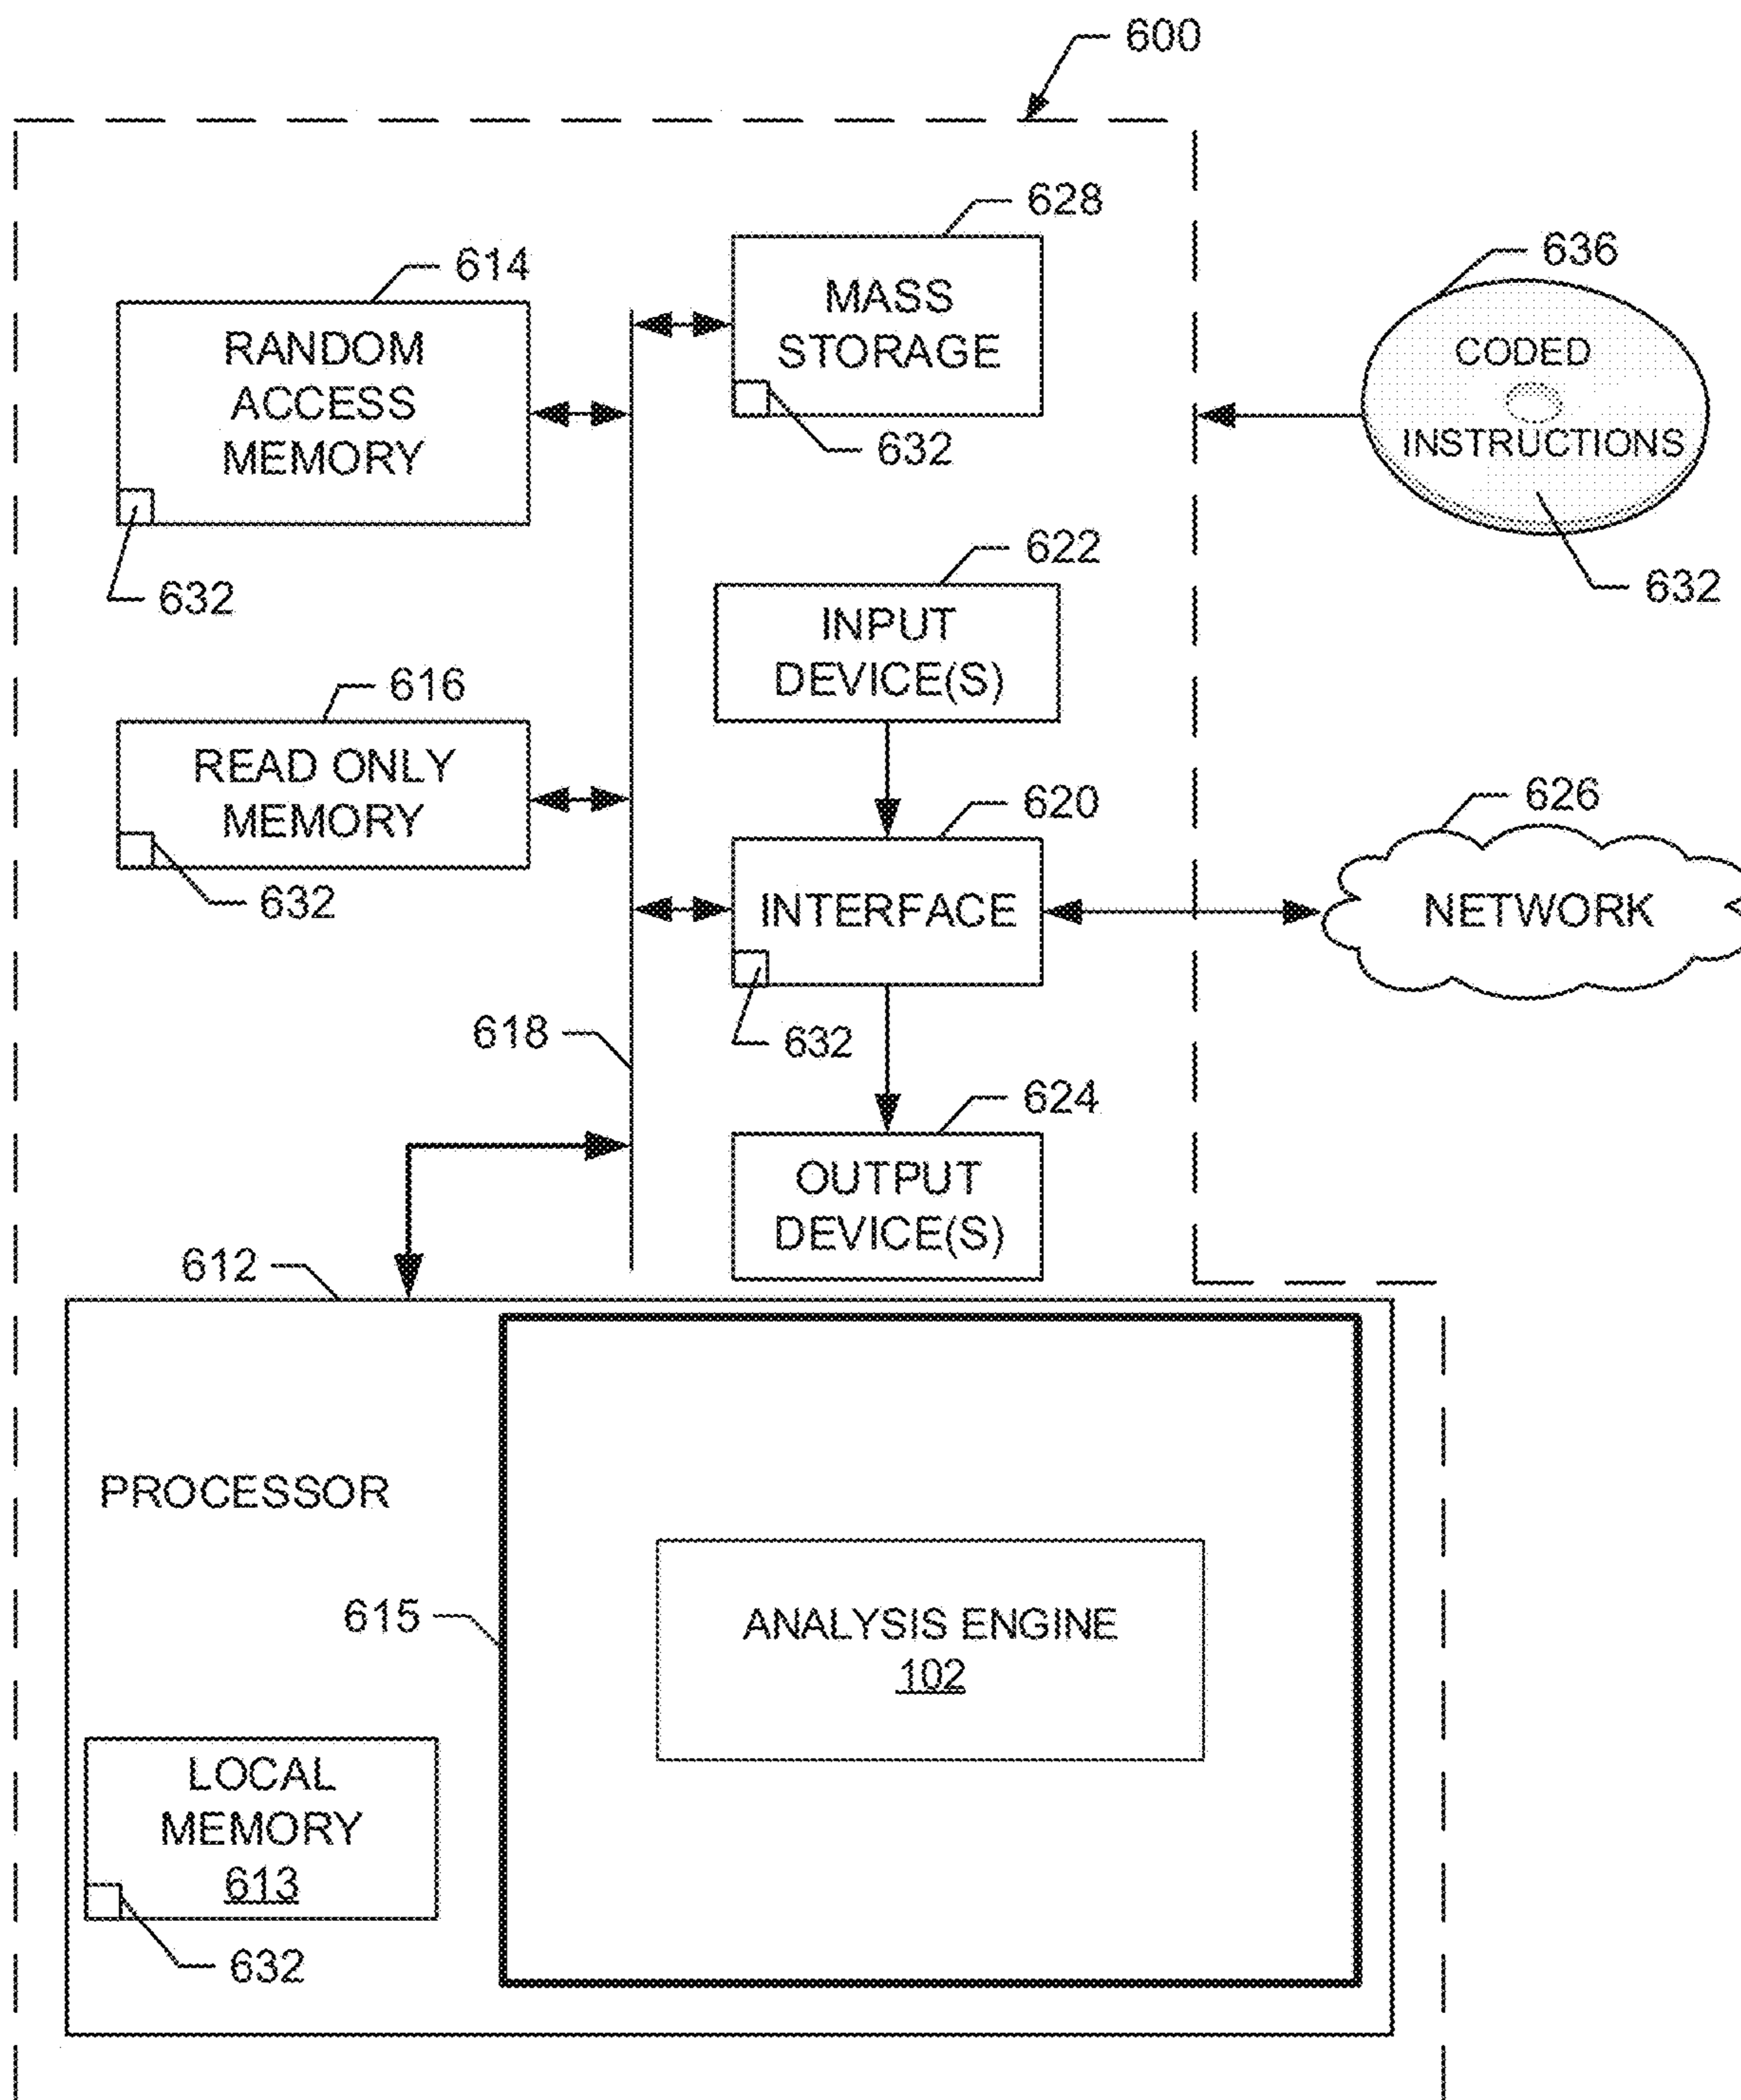 600
628
614
636
MASS
STORAGE
RANDOM
ACCESS
MEMORY
CODED
INSTRUCTIONS
632
632
632
622
INPUT
DEVICE(S)
616
READ ONLY
MEMORY
632
620
626
INTERFACE
NETWORK
618
632
624
OUTPUT
DEVICE(S)
612
PROCESSOR
615
ANALYSIS ENGINE
102
LOCAL
MEMORY
613
632